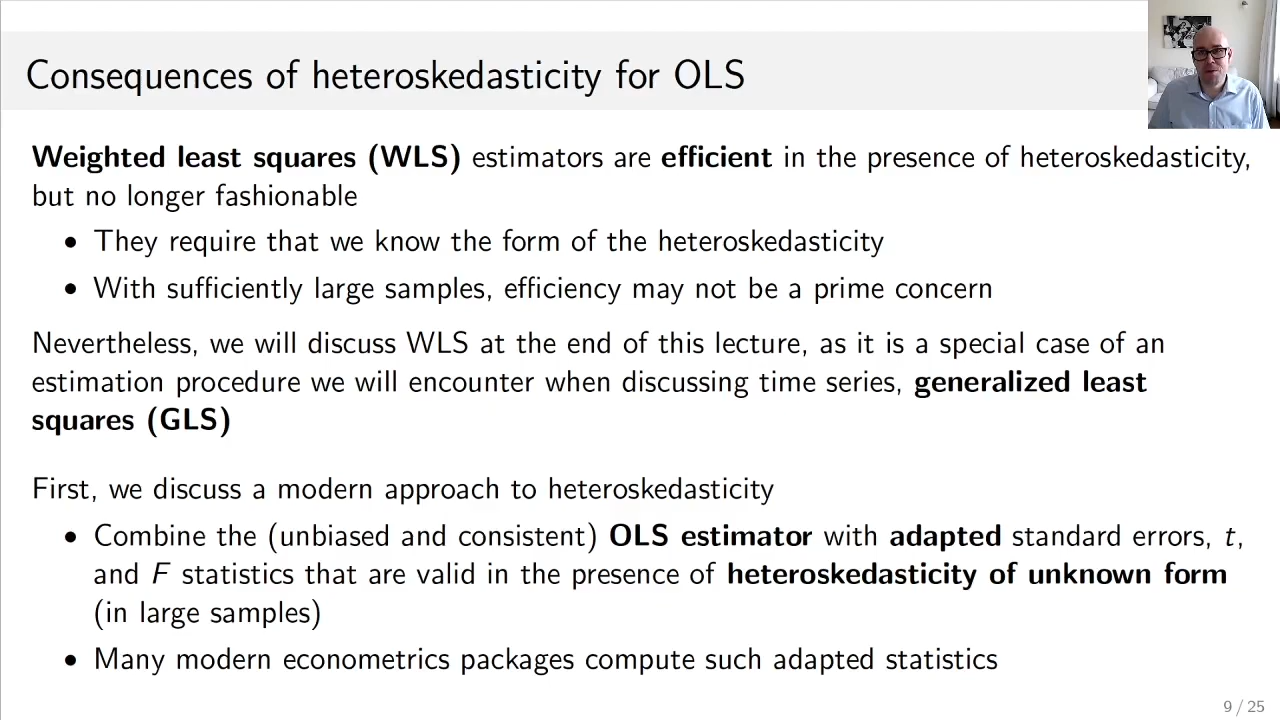 Consequences of heteroskedasticity for OLS
Weighted least squares (WLS) estimators are efficient in the presence of heteroskedasticity,
but no longer fashionable
• They require that we know the form of the heteroskedasticity
• With sufficiently large samples, efficiency may not be a prime concern
Nevertheless, we will discuss WLS at the end of this lecture, as it is a special case of an
estimation procedure we will encounter when discussing time series, generalized least
squares (GLS)
First, we discuss a modern approach to heteroskedasticity
• Combine the (unbiased and consistent) OLS estimator with adapted standard errors, t,
and F statistics that are valid in the presence of heteroskedasticity of unknown form
(in large samples)
• Many modern econometrics packages compute such adapted statistics
9 / 25